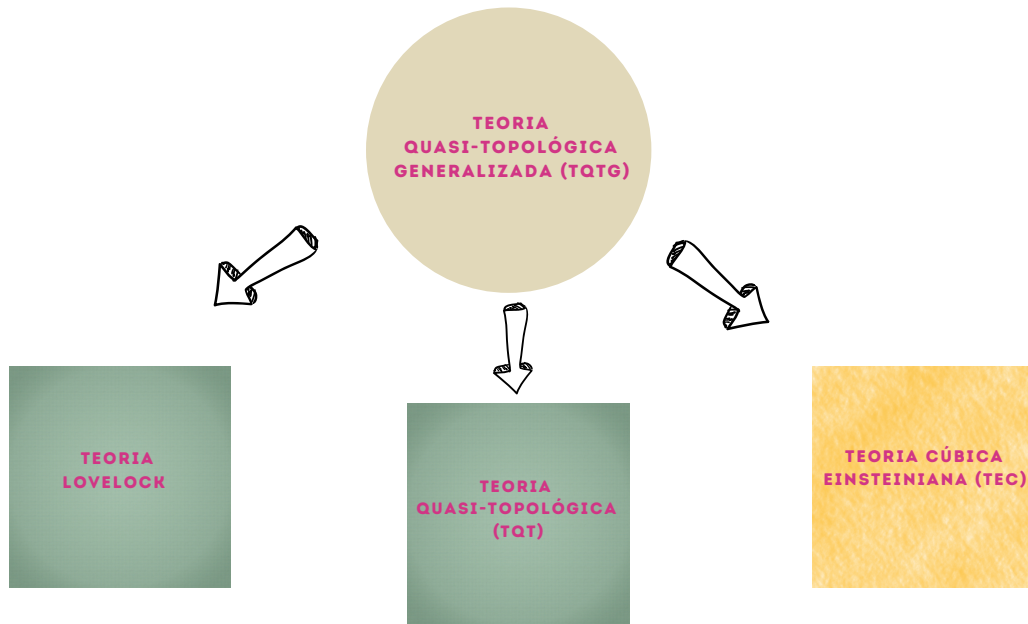 TEORIA
QUASI-TOPOLÓGICA
GENERALIZADA (TQTG)
TEORIA
LOVELOCK
TEORIA
QUASI-TOPOLÓGICA
(TQT)
TEORIA CÚBICA
EINSTEINIANA (TEC)